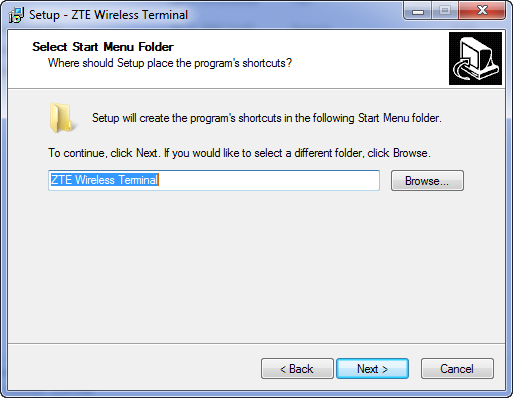 Setup - ZTE Wireless Terminal
Select Start Menu Folder
Where should Setup place the program's shortcuts?
Setup will create the program's shortcuts in the following Start Menu folder.
To continue, click Next. If you would like to select a different folder, click Browse.
ZTE Wireless Terminal
Browse...
< Back
Next >
Cancel